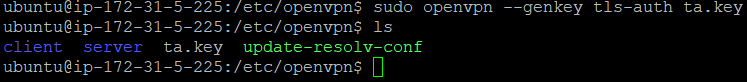 ubuntu@ip-172-31-5-225:/etc/openvpn$ sudo openvpn --genkey tls-auth ta.key
ubuntu@ip-172-31-5-225:/etc/openvpn$ ls
client server ta.key update-resolv-conf
ubuntu@ip-172-31-5-225:/etc/openvpn$